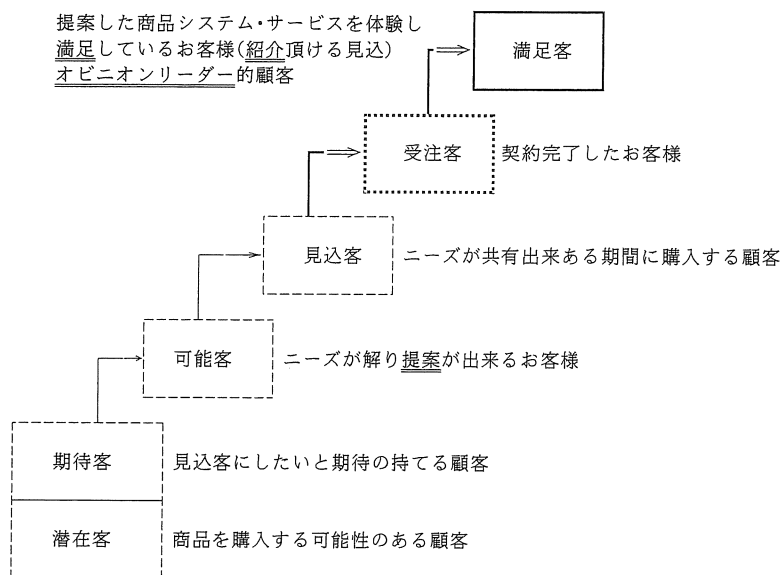 提案した商品システム・サービスを体験し
満足しているお客様(紹介頂ける見込)
オピニオンリーダー的顧客
満足客
受注客 契約完了したお客様
見込客 ニーズが共有出来ある期間に購入する顧客
可能客 ニーズが解り提案が出来るお客様
期待客 見込客にしたいと期待の持てる顧客
潜在客 商品を購入する可能性のある顧客